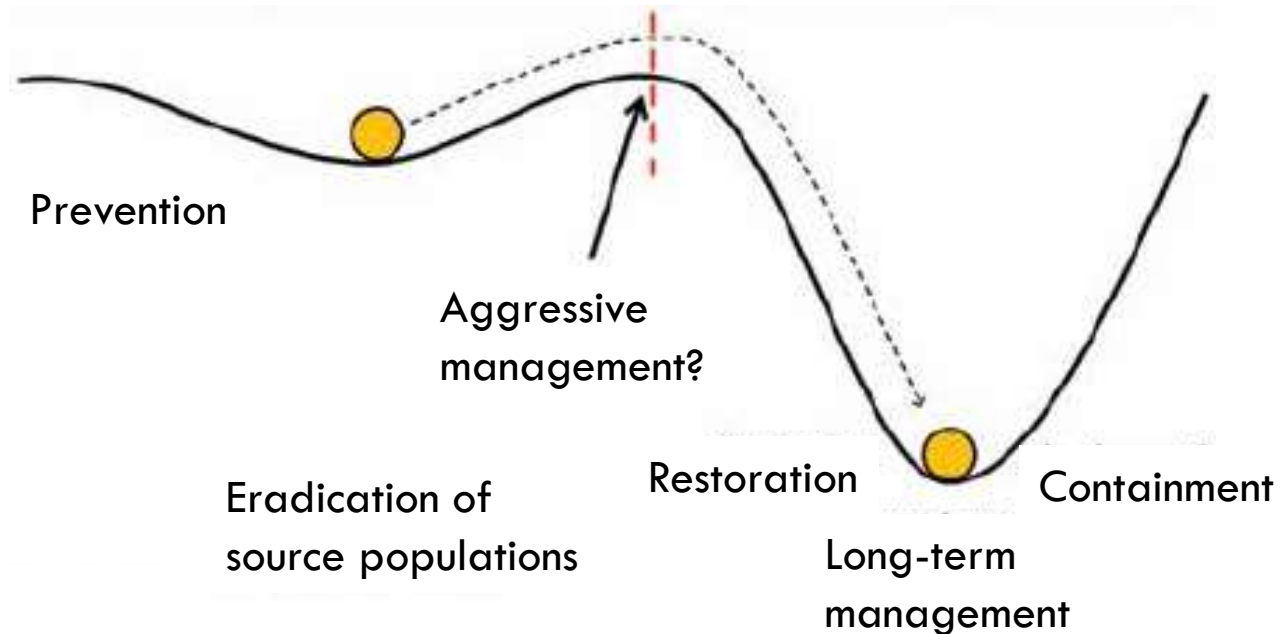 Prevention
Aggressive
management?
Eradication of
source populations
Restoration
Containment
Long-term
management